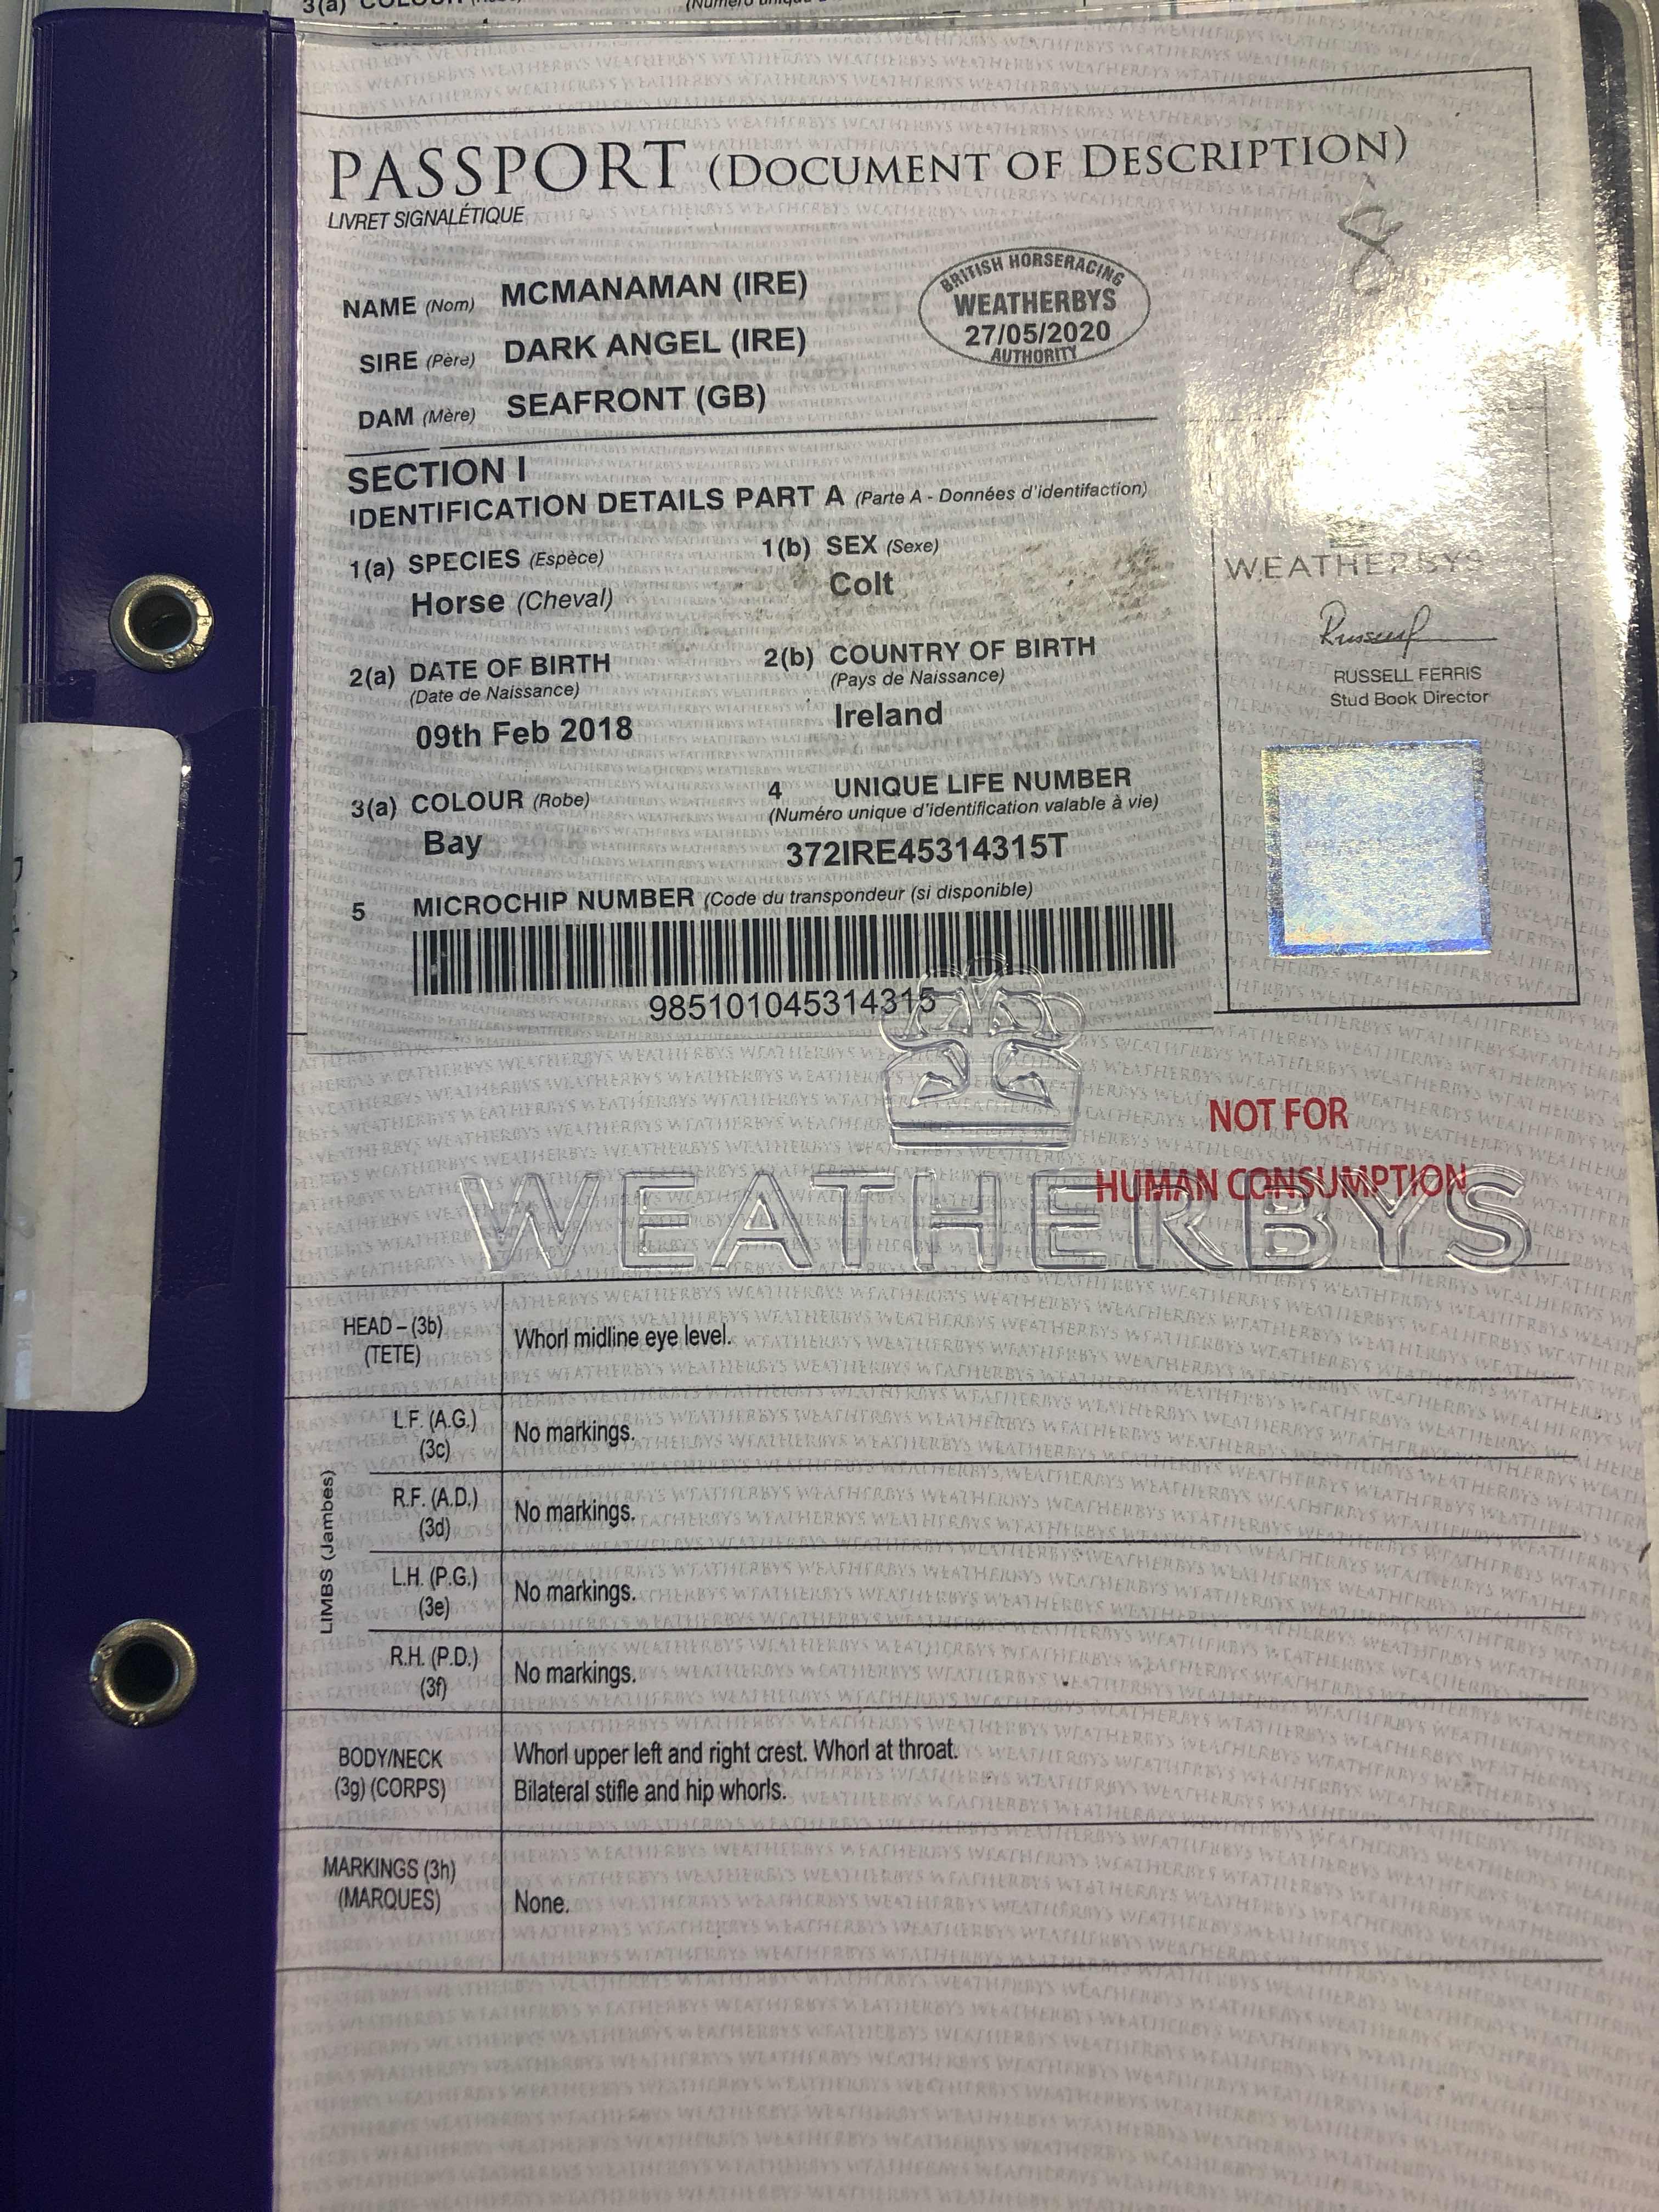 3(a) COLOUR (Robe) (Numéro unique
PASSPORT (DOCUMENT OF DESCRIPTION)
LIVRET SIGNALÉTIQUE
NAME (Nom) MCMANAMAN (IRE)
SIRE (Père) DARK ANGEL (IRE)
DAM (Mère) SEAFRONT (GB)
BRITISH HORSERACING
WEATHERBYS
27/05/2020
AUTHORITY
SECTION I
IDENTIFICATION DETAILS PART A (Parte A - Données d'identifaction)
1(a) SPECIES (Espèce)
Horse (Cheval)
1(b) SEX (Sexe)
Colt
2(a) DATE OF BIRTH
(Date de Naissance)
09th Feb 2018
2(b) COUNTRY OF BIRTH
(Pays de Naissance)
Ireland
3(a) COLOUR (Robe)
Bay
4 UNIQUE LIFE NUMBER
(Numéro unique d'identification valable à vie)
372IRE45314315T
5 MICROCHIP NUMBER (Code du transpondeur (si disponible)
985101045314315
WEATHERBYS
RUSSELL FERRIS
Stud Book Director
NOT FOR
HUMAN CONSUMPTION
WEATHERBYS
HEAD – (3b)
(TETE)
Whorl midline eye level.
LIMBS (Jambes)
L.F. (A.G.)
(3c)
No markings.
R.F. (A.D.)
(3d)
No markings.
L.H. (P.G.)
(3e)
No markings.
R.H. (P.D.)
(3f)
No markings.
BODY/NECK
(3g) (CORPS)
Whorl upper left and right crest. Whorl at throat.
Bilateral stifle and hip whorls.
MARKINGS (3h)
(MARQUES)
None.